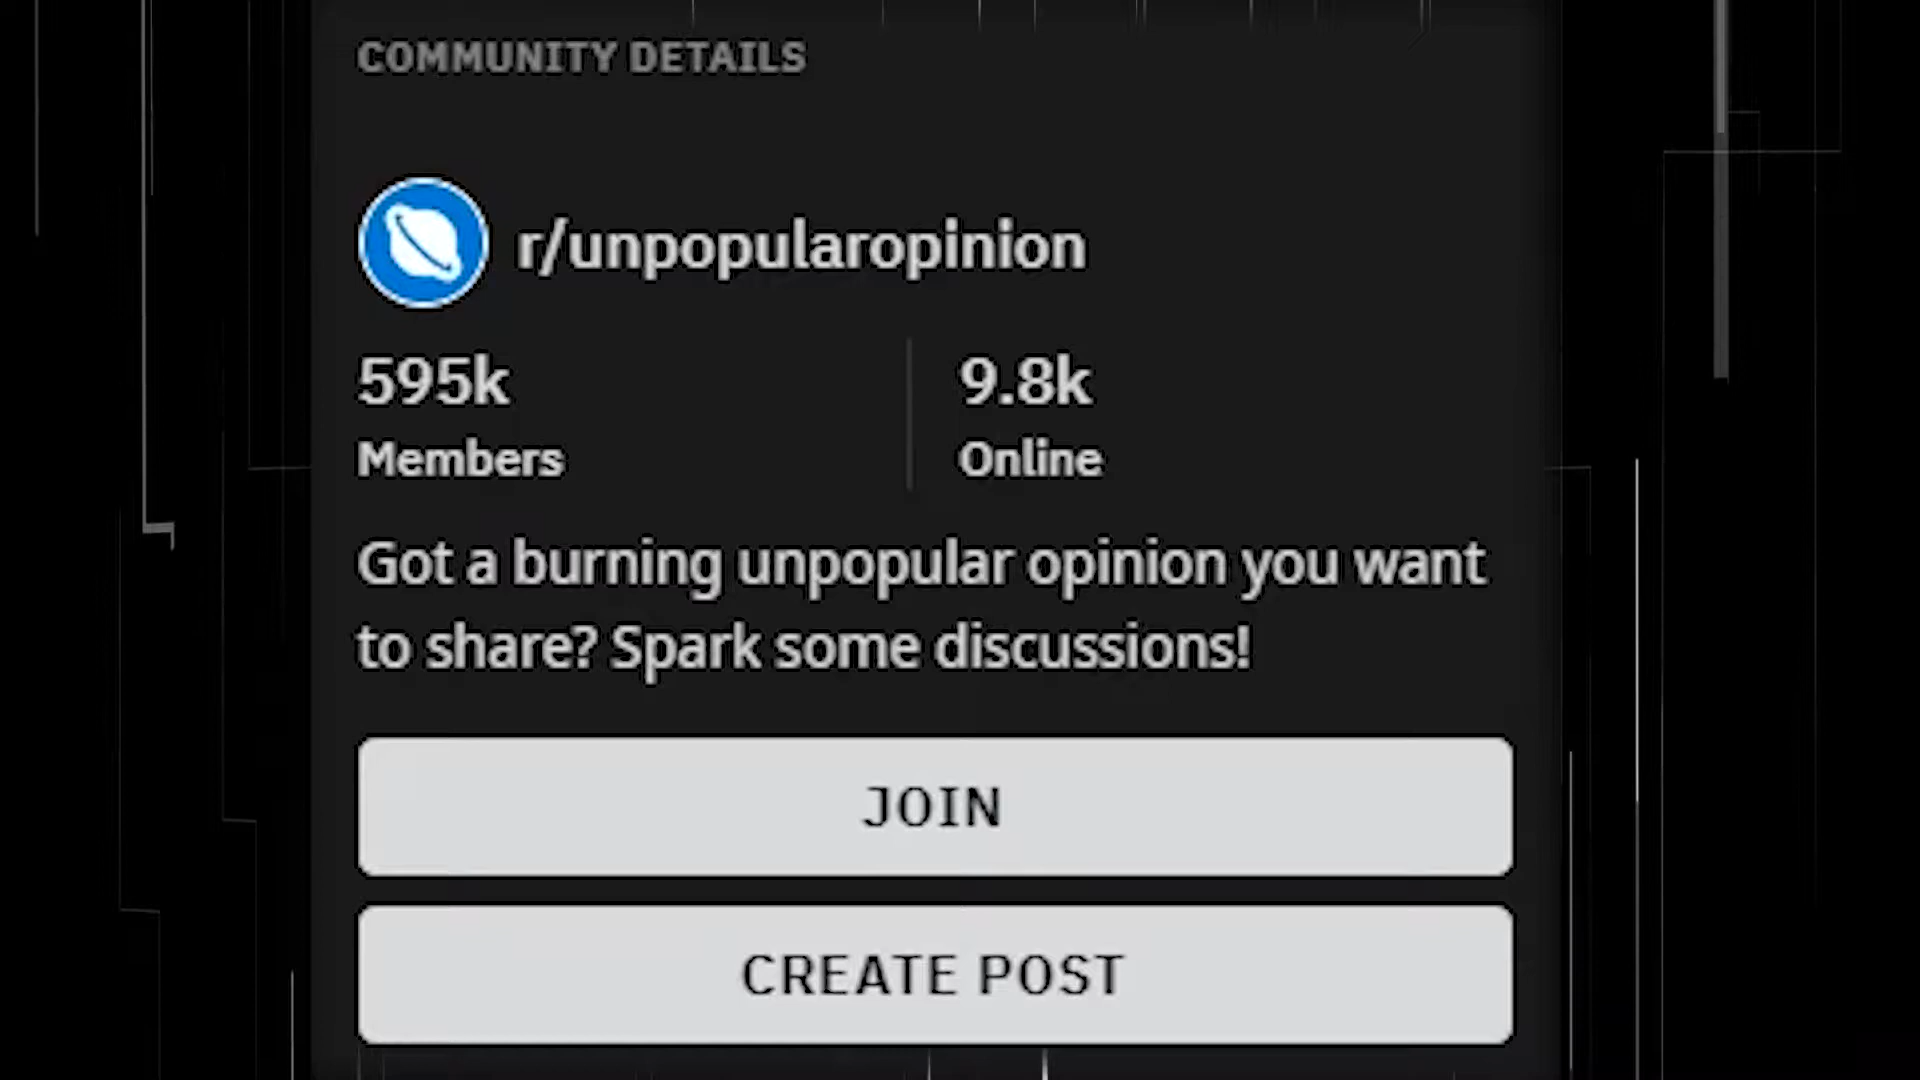 COMMUNITY DETAILS
r/unpopularopinion
595k 9.8k
Members Online
Got a burning unpopular opinion you want
to share? Spark some discussions!
JOIN
CREATE POST